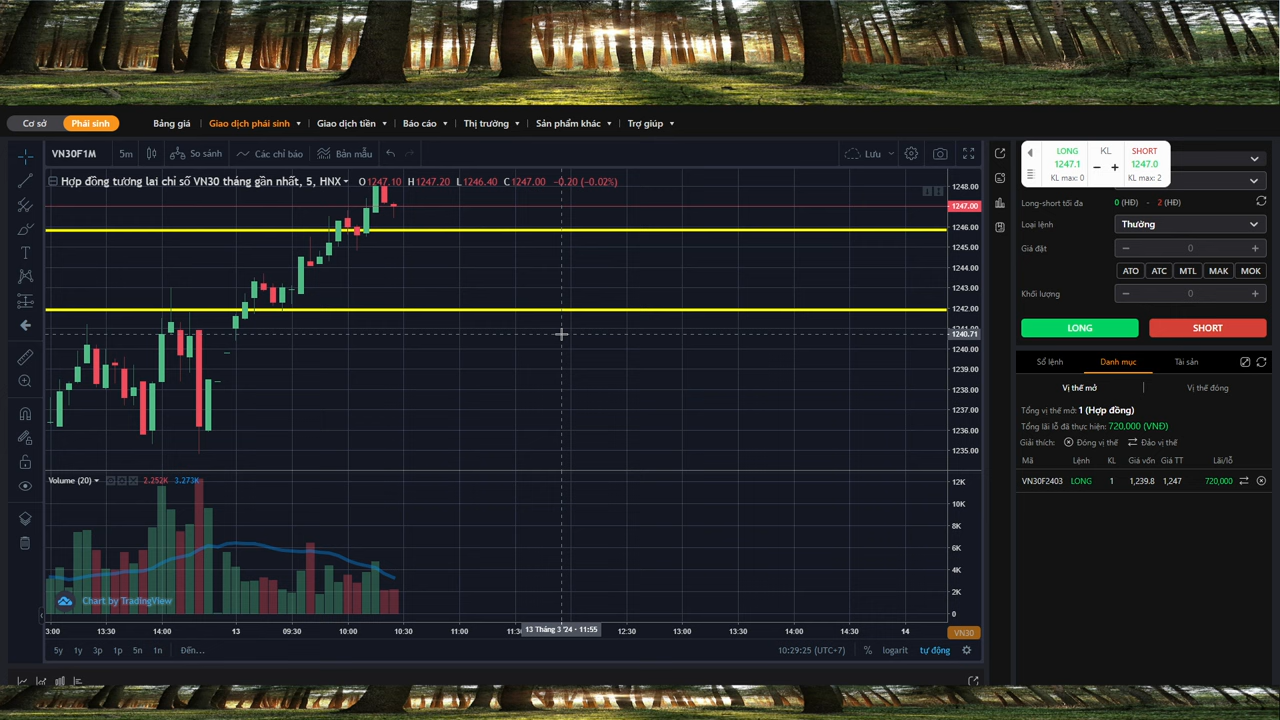 Cơ sở Phái sinh Bảng giá Giao dịch phái sinh Giao dịch tiền Báo cáo Thị trường Sản phẩm khác Trợ giúp
VN30F1M 5m So sánh Các chỉ báo Bản mẫu Lưu
Hợp đồng tương lai chỉ số VN30 tháng gần nhất, 5, HNX O1247.10 H1247.20 L1246.40 C1247.00 -0.20 (-0.02%)
1248.00
1247.00
1246.00
1245.00
1244.00
1243.00
1242.00
1241.00
1240.71
1240.00
1239.00
1238.00
1237.00
1236.00
1235.00
Volume (20) 2.252K 3.273K
12K
10K
8K
6K
4K
2K
0
Chart by TradingView
3:00 13:30 14:00 13 09:30 10:00 10:30 11:00 11:3 13 Tháng 3 '24 - 11:55 12:30 13:00 13:30 14:00 14:30 14 VN30
5y 1y 3p 1p 5n 1n Đến... 10:29:25 (UTC+7) % logarit tự động
LONG KL SHORT
1247.1 − + 1247.0
KL max: 0 KL max: 2
Long-short tối đa 0 (HĐ) - 2 (HĐ)
Loại lệnh Thường
Giá đặt − 0 +
ATO ATC MTL MAK MOK
Khối lượng − 0 +
LONG SHORT
Sổ lệnh Danh mục Tài sản
Vị thế mở Vị thế đóng
Tổng vị thế mở: 1 (Hợp đồng)
Tổng lãi lỗ đã thực hiện: 720,000 (VNĐ)
Giải thích: Đóng vị thế Đảo vị thế
Mã Lệnh KL Giá vốn Giá TT Lãi/lỗ
VN30F2403 LONG 1 1,239.8 1,247 720,000